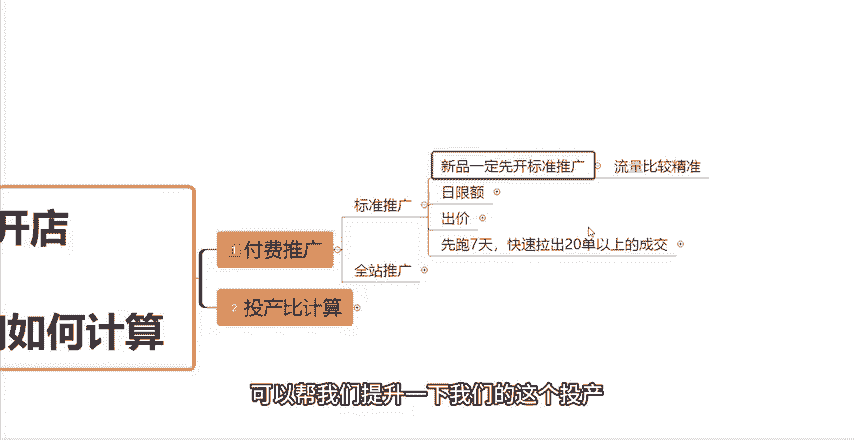 开店
如何计算
1 付费推广
标准推广
新品一定先开标准推广
流量比较精准
日限额
出价
先跑7天，快速拉出20单以上的成交
全站推广
2 投产比计算
可以帮我们提升一下我们的这个投产